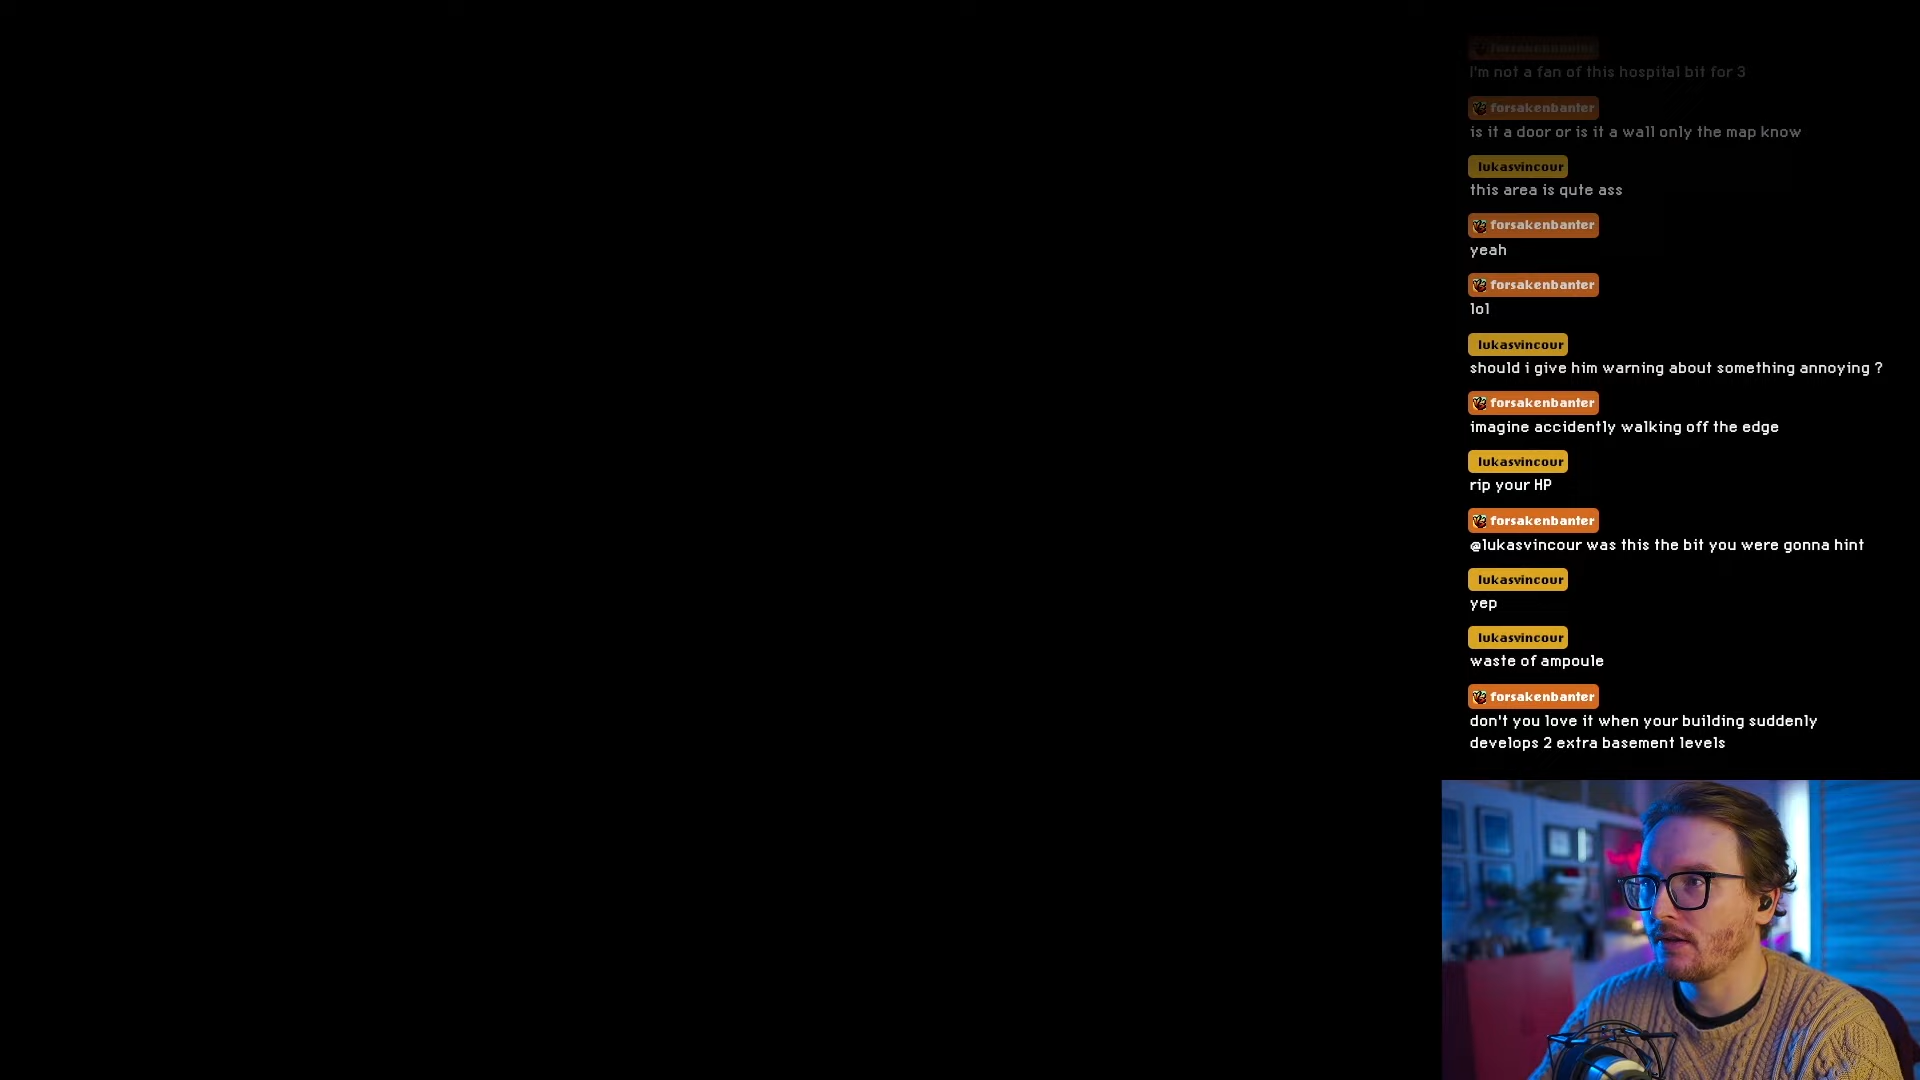 forsakenbanter
I'm not a fan of this hospital bit for 3
forsakenbanter
is it a door or is it a wall only the map know
lukasvincour
this area is qute ass
forsakenbanter
yeah
forsakenbanter
lol
lukasvincour
should i give him warning about something annoying ?
forsakenbanter
imagine accidently walking off the edge
lukasvincour
rip your HP
forsakenbanter
@lukasvincour was this the bit you were gonna hint
lukasvincour
yep
lukasvincour
waste of ampoule
forsakenbanter
don't you love it when your building suddenly
develops 2 extra basement levels